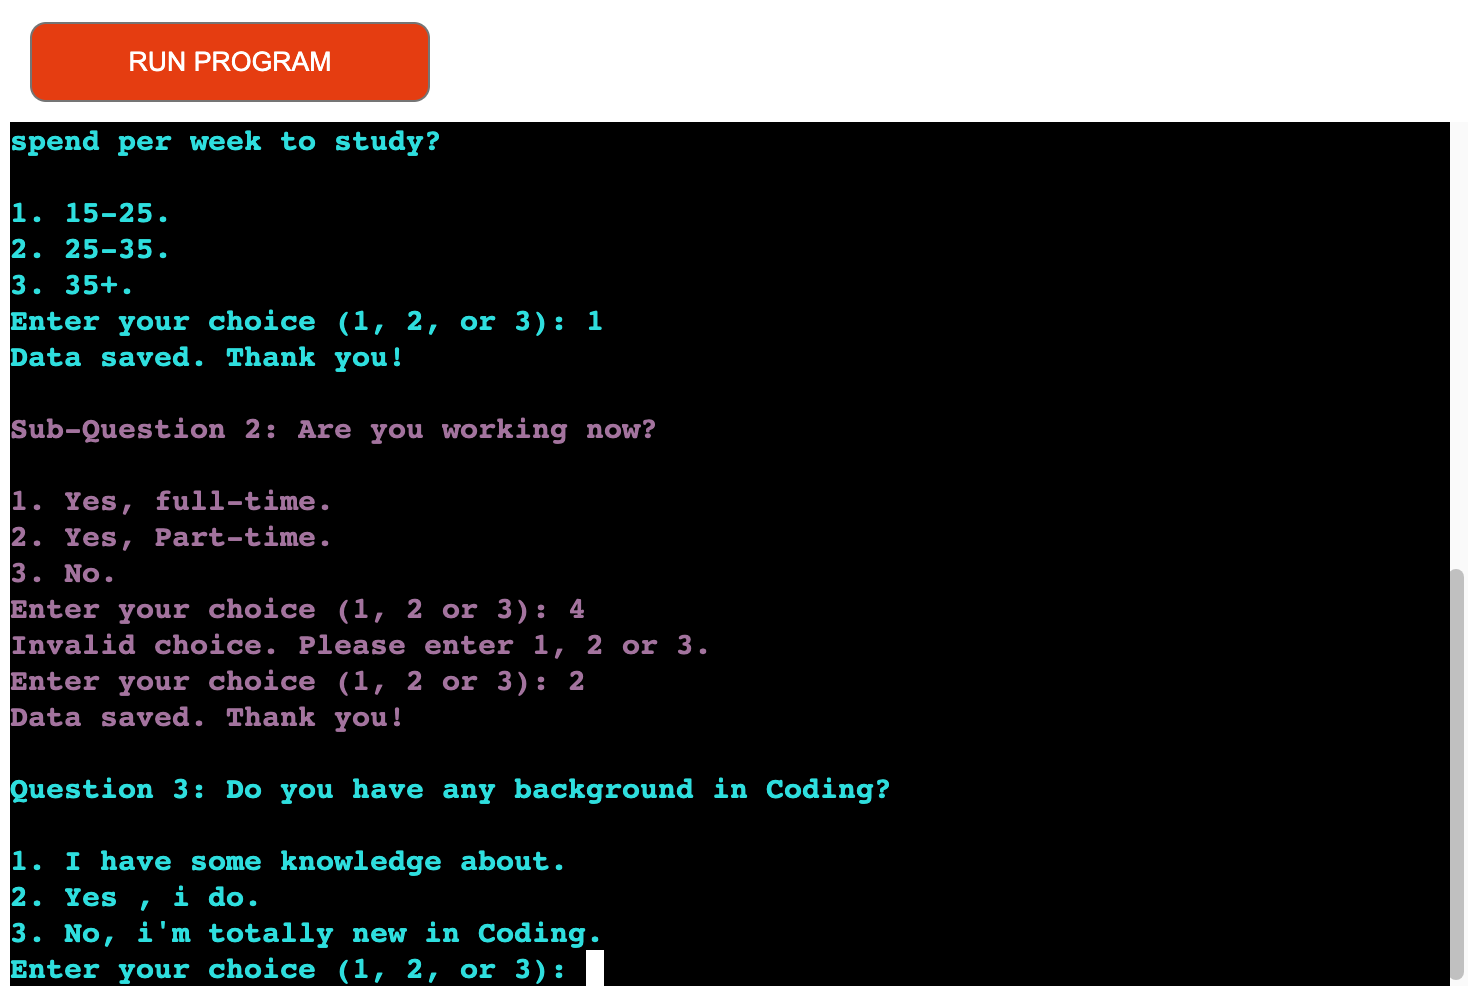 RUN PROGRAM
spend per week to study?
1. 15-25.
2. 25-35.
3. 35+.
Enter your choice (1, 2, or 3): 1
Data saved. Thank you!
Sub-Question 2: Are you working now?
1. Yes, full-time.
2. Yes, Part-time.
3. No.
Enter your choice (1, 2 or 3): 4
Invalid choice. Please enter 1, 2 or 3.
Enter your choice (1, 2 or 3): 2
Data saved. Thank you!
Question 3: Do you have any background in Coding?
1. I have some knowledge about.
2. Yes , i do.
3. No, i'm totally new in Coding.
Enter your choice (1, 2, or 3):